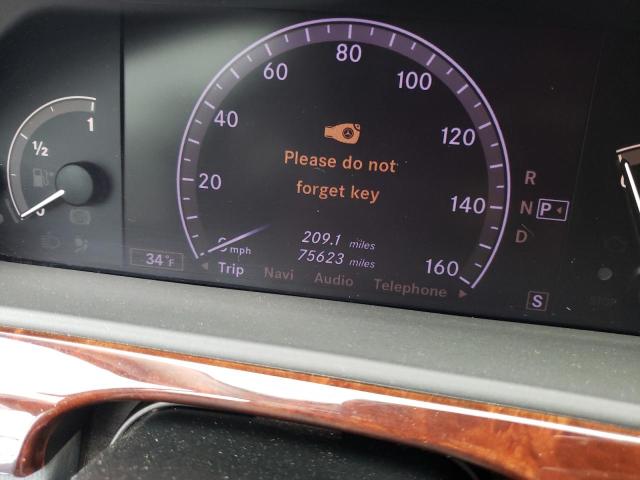 80
60
100
40
120
20
140
160
1
½
0
Please do not
forget key
209.1 miles
75623 miles
mph
34°F
Trip Navi Audio Telephone
R
N P
D
S